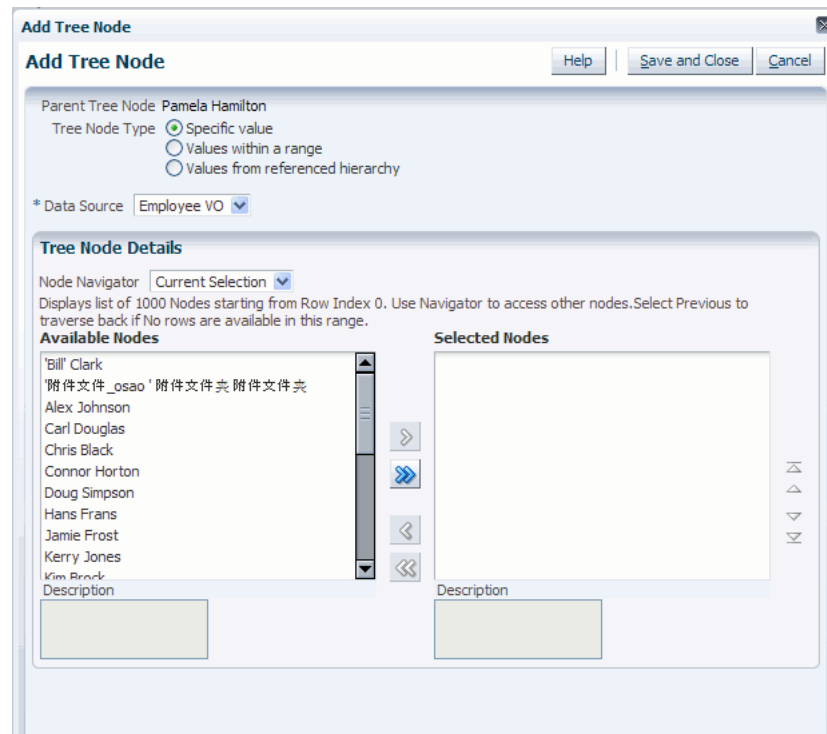 Add Tree Node
Add Tree Node
Help
Save and Close
Cancel
Parent Tree Node Pamela Hamilton
Tree Node Type Specific value
Values within a range
Values from referenced hierarchy
* Data Source Employee VO
Tree Node Details
Node Navigator Current Selection
Displays list of 1000 Nodes starting from Row Index 0. Use Navigator to access other nodes.Select Previous to
traverse back if No rows are available in this range.
Available Nodes
Selected Nodes
'Bill' Clark
'附件文件_osao ' 附件文件夹 附件文件夹
Alex Johnson
Carl Douglas
Chris Black
Connor Horton
Doug Simpson
Hans Frans
Jamie Frost
Kerry Jones
Kim Brock
Description
Description